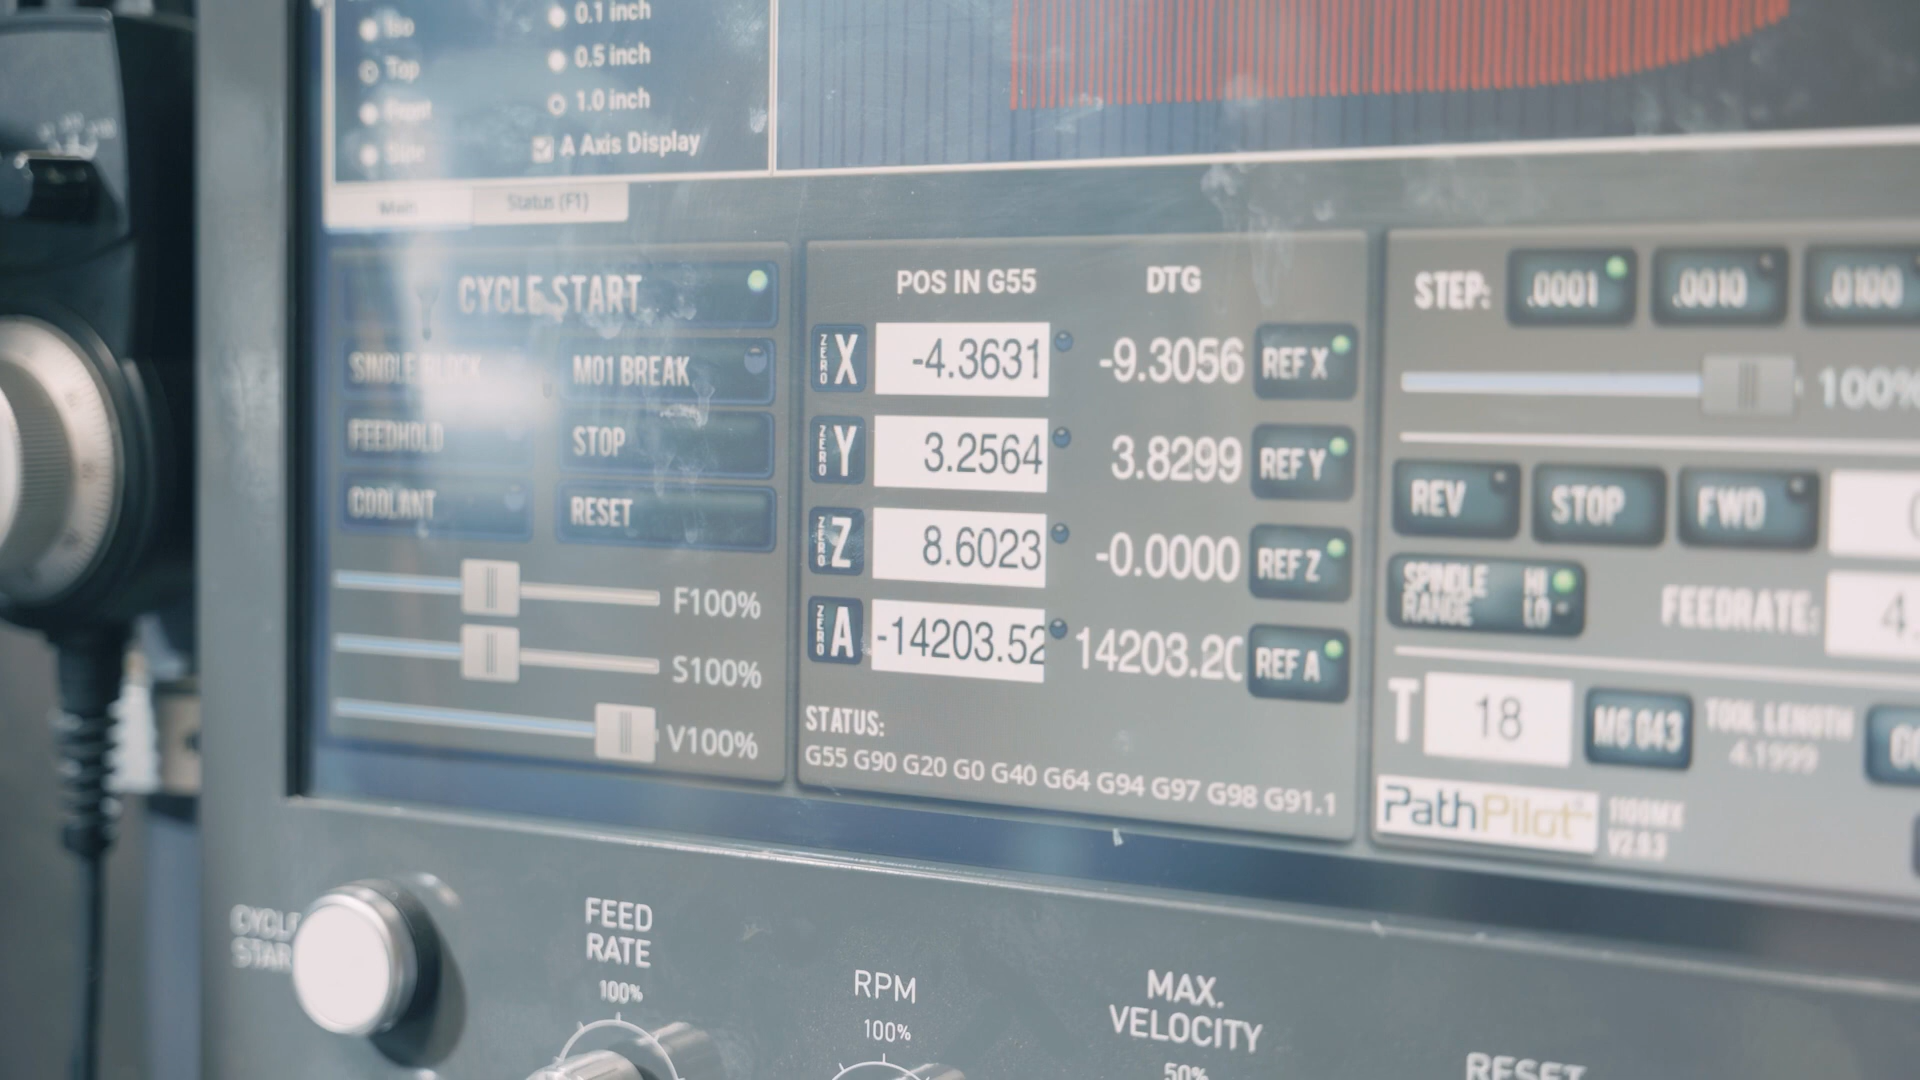 Iso
0.1 inch
Top
0.5 inch
Front
1.0 inch
Side
A Axis Display
Main
Status (F1)
CYCLE START
SINGLE BLOCK
M01 BREAK
FEEDHOLD
STOP
COOLANT
RESET
F100%
S100%
V100%
POS IN G55
DTG
ZERO X
-4.3631
-9.3056
REF X
ZERO Y
3.2564
3.8299
REF Y
ZERO Z
8.6023
-0.0000
REF Z
ZERO A
-14203.52
14203.20
REF A
STATUS:
G55 G90 G20 G0 G40 G64 G94 G97 G98 G91.1
STEP:
.0001
.0010
.0100
100%
REV
STOP
FWD
SPINDLE
RANGE
HI
LO
FEEDRATE:
4.
T
18
M6 G43
TOOL LENGTH
4.1999
PathPilot
1100MX
V2.9.3
CYCLE
START
FEED
RATE
100%
RPM
100%
MAX.
VELOCITY
50%
RESET